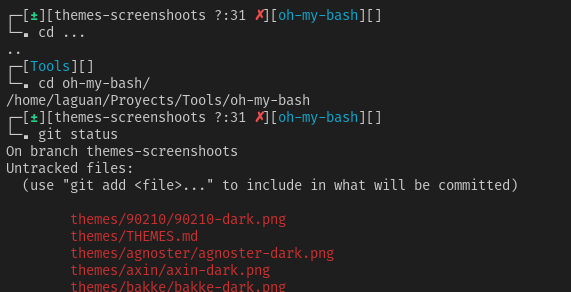 ┌─[±][themes-screenshoots ?:31 ✗][oh-my-bash][]
└─▪ cd ...
..
┌─[Tools][]
└─▪ cd oh-my-bash/
/home/laguan/Proyects/Tools/oh-my-bash
┌─[±][themes-screenshoots ?:31 ✗][oh-my-bash][]
└─▪ git status
On branch themes-screenshoots
Untracked files:
  (use "git add <file>..." to include in what will be committed)
        themes/90210/90210-dark.png
        themes/THEMES.md
        themes/agnoster/agnoster-dark.png
        themes/axin/axin-dark.png
        themes/bakke/bakke-dark.png